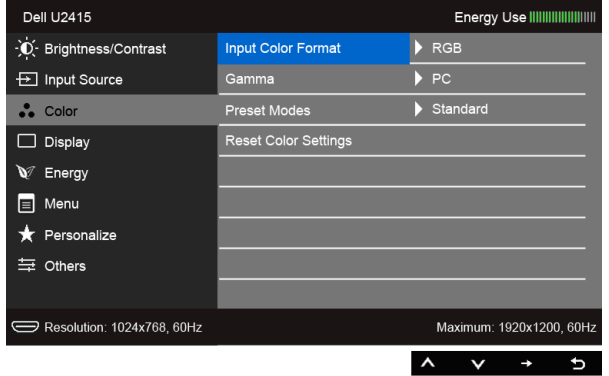 Dell U2415 Energy Use
Brightness/Contrast Input Color Format RGB
Input Source Gamma PC
Color Preset Modes Standard
Display Reset Color Settings
Energy
Menu
Personalize
Others
Resolution: 1024x768, 60Hz Maximum: 1920x1200, 60Hz